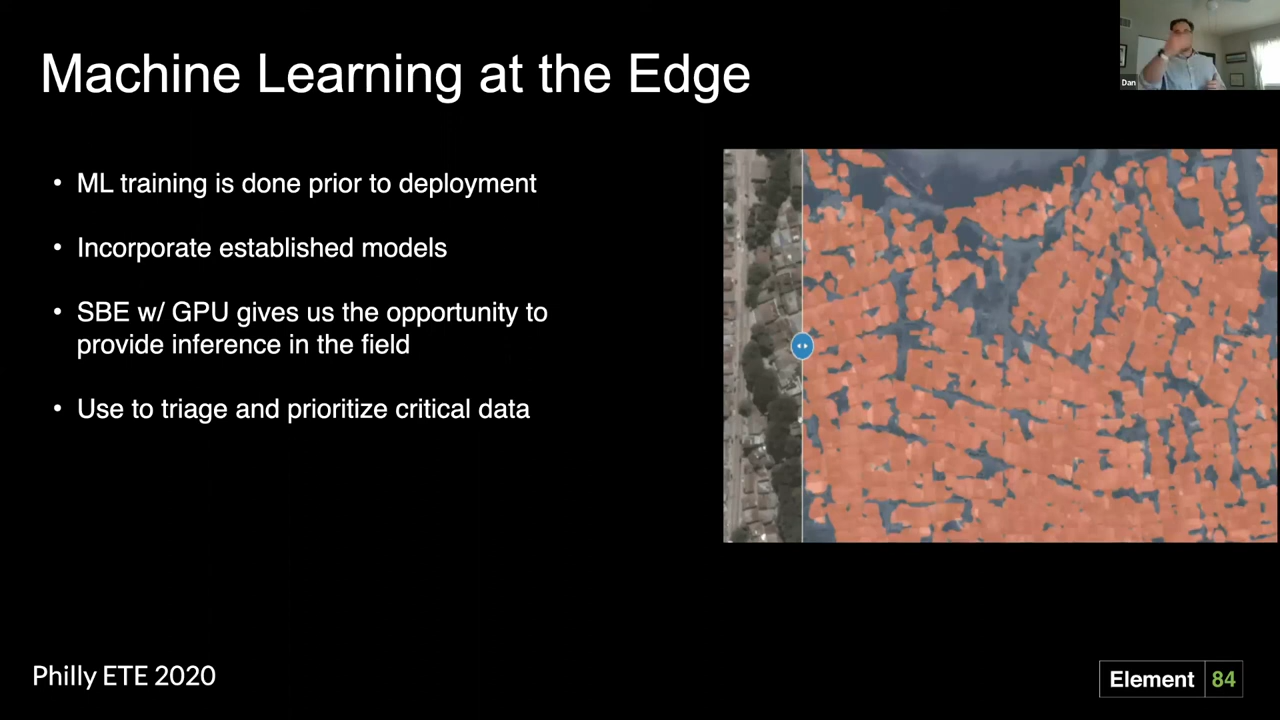 Machine Learning at the Edge
Dan
• ML training is done prior to deployment
• Incorporate established models
• SBE w/ GPU gives us the opportunity to
provide inference in the field
• Use to triage and prioritize critical data
Philly ETE 2020
Element 84